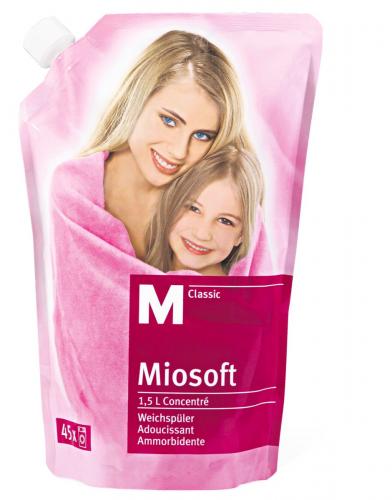 M Classic
Miosoft
1,5 L Concentré
Weichspüler
Adoucissant
Ammorbidente
45x